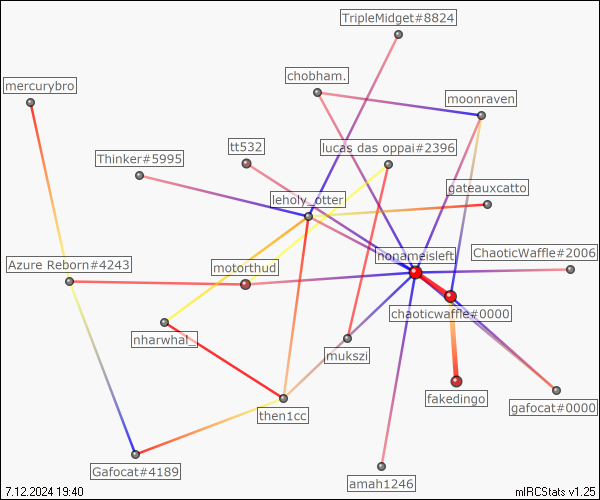 TripleMidget#8824
chobham.
mercurybro
moonraven
tt532
lucas das oppai#2396
Thinker#5995
gateauxcatto
leholy_otter
nonameisleft
ChaoticWaffle#2006
Azure Reborn#4243
motorthud
chaoticwaffle#0000
nharwhal_
mukszi
fakedingo
gafocat#0000
then1cc
Gafocat#4189
amah1246
7.12.2024 19:40
mIRCStats v1.25